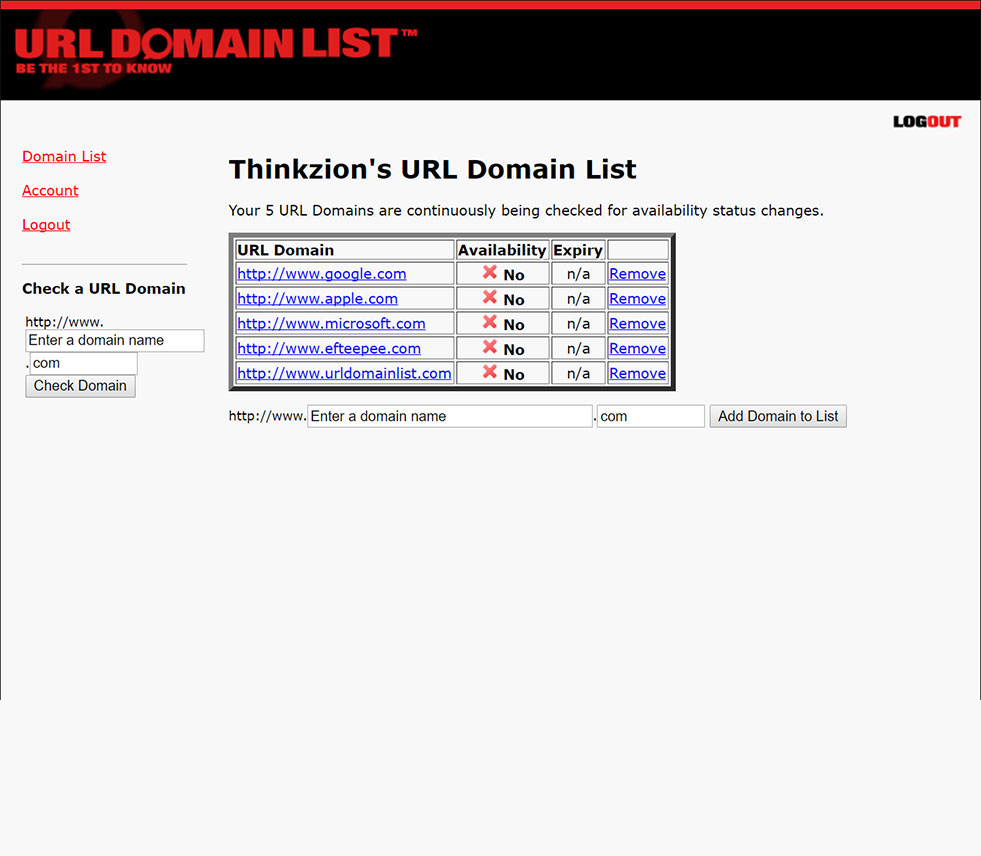 URL DOMAIN LIST™
BE THE 1ST TO KNOW
LOGOUT
Domain List
Account
Logout
Check a URL Domain
http://www.
Enter a domain name
.com
Check Domain
Thinkzion's URL Domain List
Your 5 URL Domains are continuously being checked for availability status changes.
URL Domain Availability Expiry
http://www.google.com No n/a Remove
http://www.apple.com No n/a Remove
http://www.microsoft.com No n/a Remove
http://www.efteepee.com No n/a Remove
http://www.urldomainlist.com No n/a Remove
http://www. Enter a domain name . com Add Domain to List